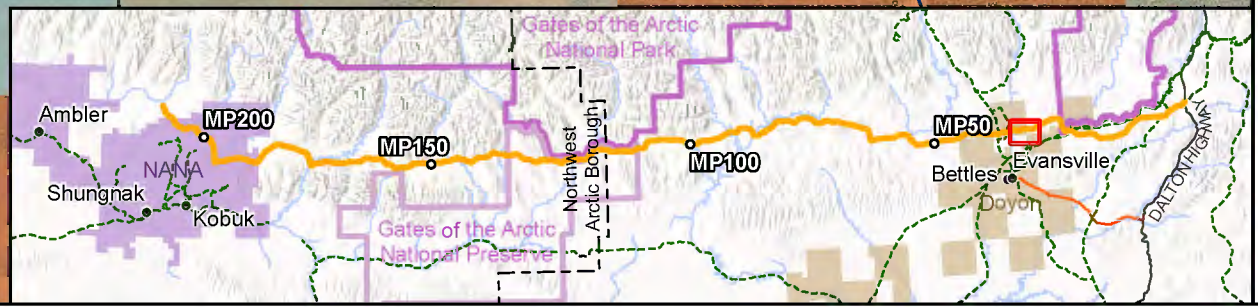 Gates of the Arctic
National Park
Ambler
MP200
MP150
MP100
MP50
NANA
Shungnak
Kobuk
Northwest
Arctic Borough
Gates of the Arctic
National Preserve
Evansville
Bettles
Doyon
DALTON HIGHWAY